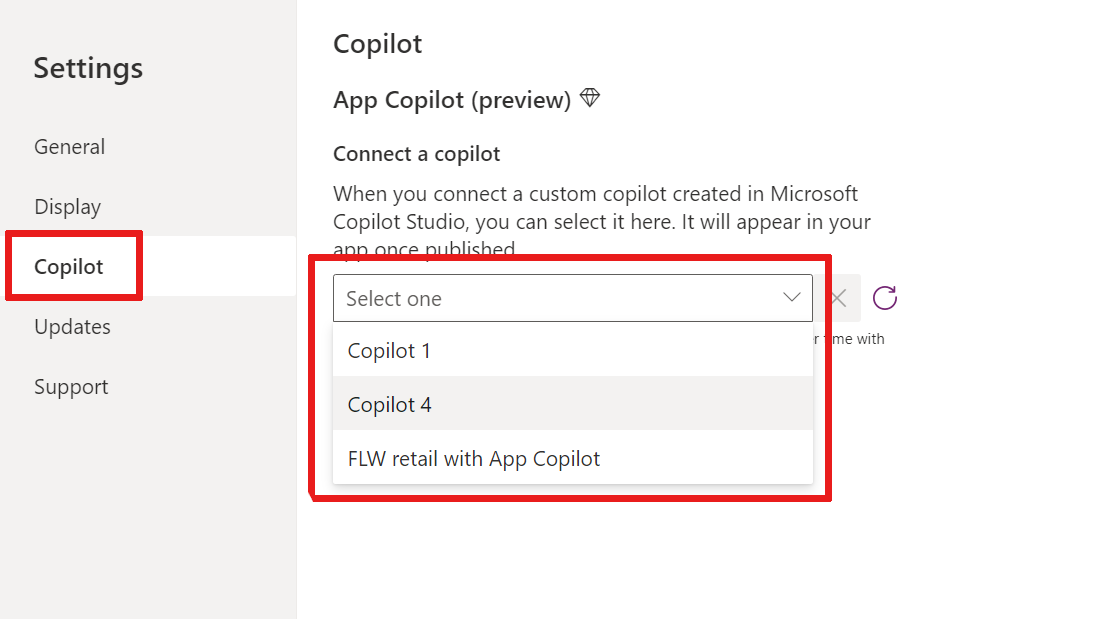 Settings
General
Display
Copilot
Updates
Support
Copilot
App Copilot (preview)
Connect a copilot
When you connect a custom copilot created in Microsoft
Copilot Studio, you can select it here. It will appear in your
app once published
Select one
time with
Copilot 1
Copilot 4
FLW retail with App Copilot